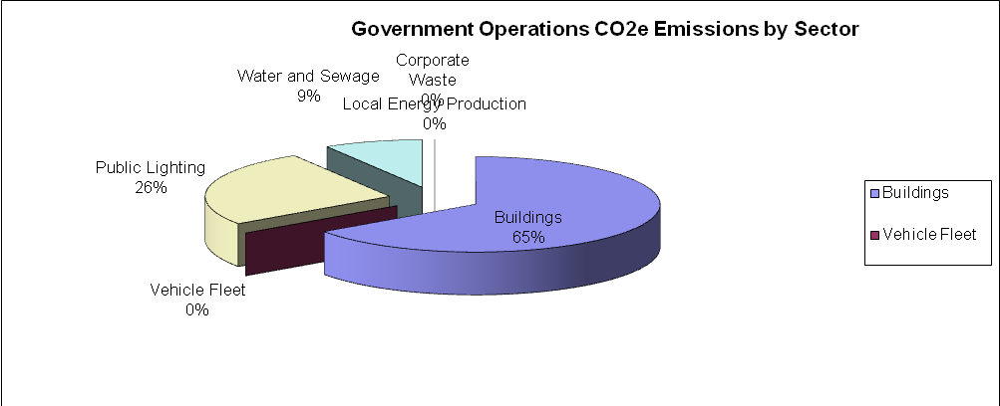 Government Operations CO2e Emissions by Sector
Corporate
Waste
0%
Water and Sewage
9%
Local Energy Production
0%
Public Lighting
26%
Buildings
65%
Vehicle Fleet
0%
Buildings
Vehicle Fleet